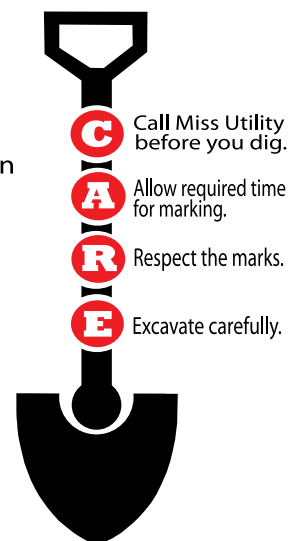 C Call Miss Utility
before you dig.
n
A Allow required time
for marking.
R Respect the marks.
E Excavate carefully.